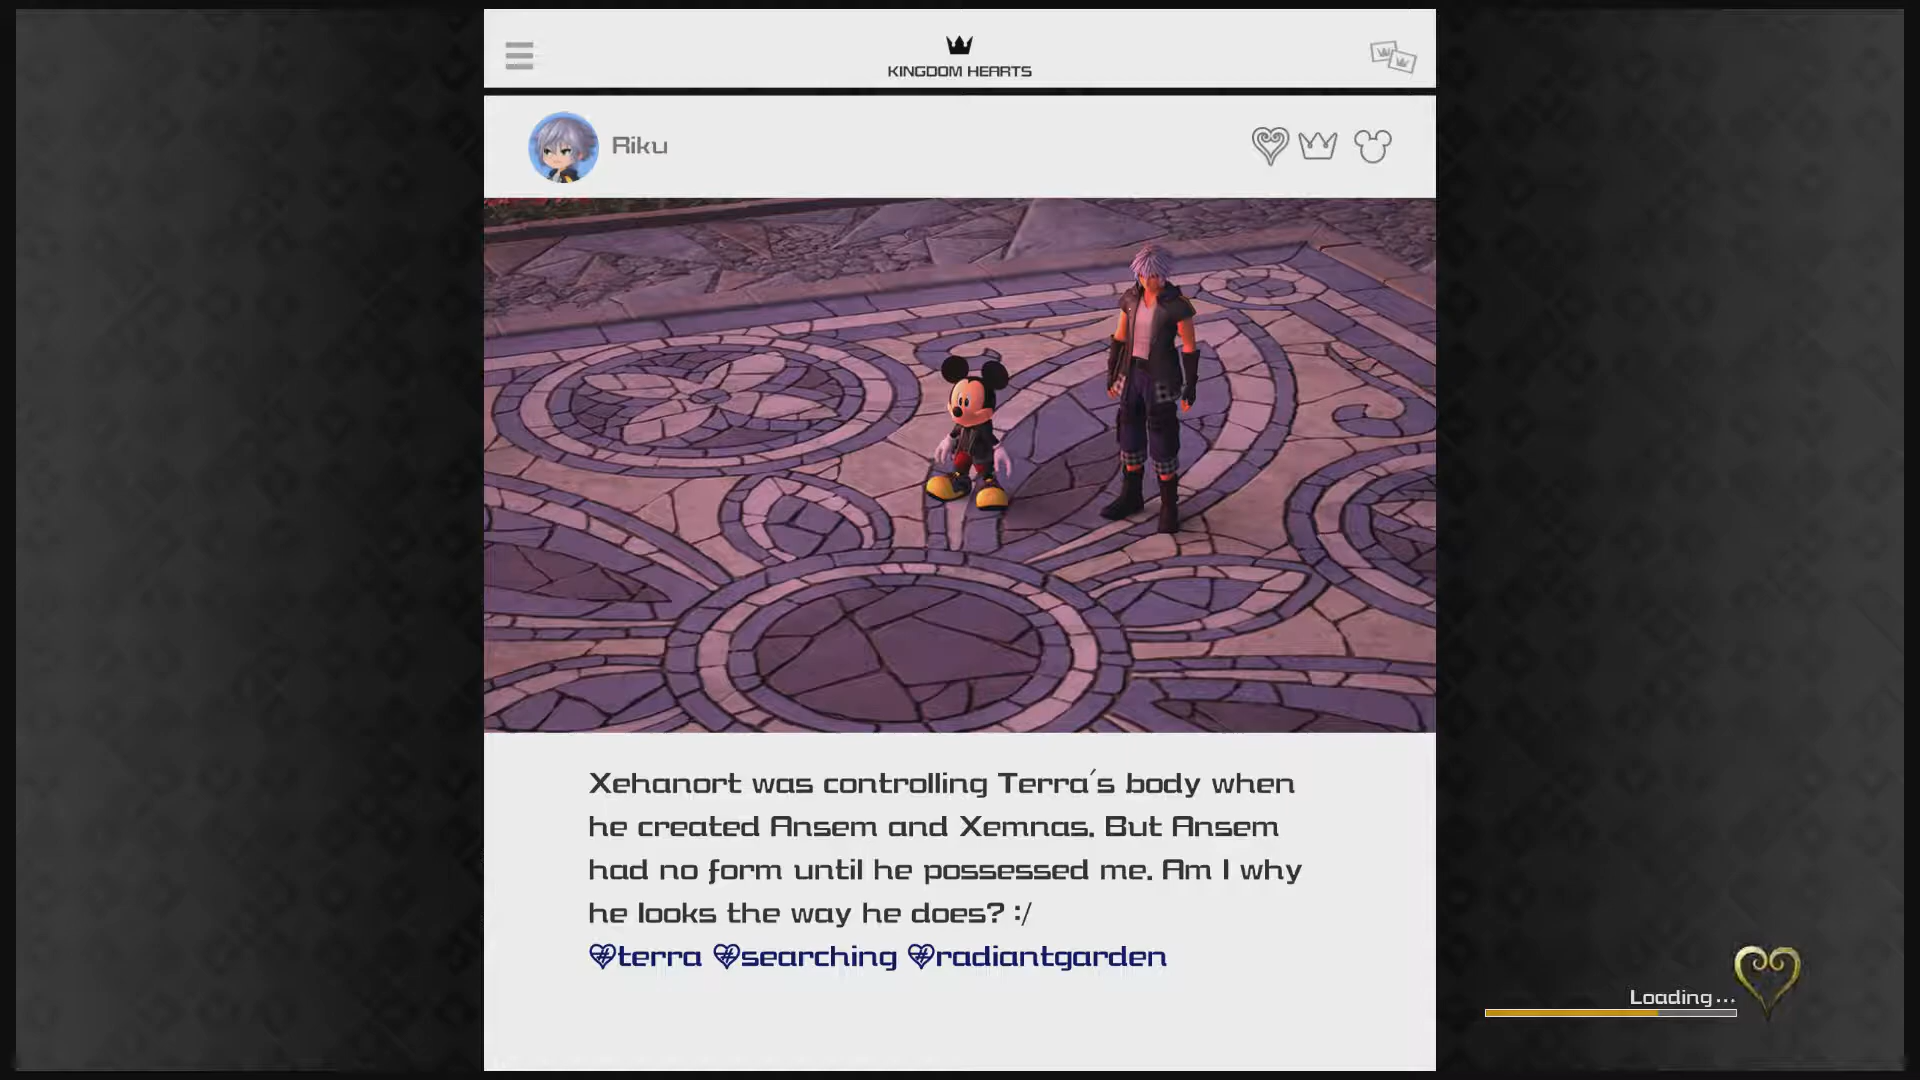 KINGDOM HEARTS
Riku
Xehanort was controlling Terra's body when
he created Ansem and Xemnas. But Ansem
had no form until he possessed me. Am I why
he looks the way he does? :/
#terra #searching #radiantgarden
Loading...